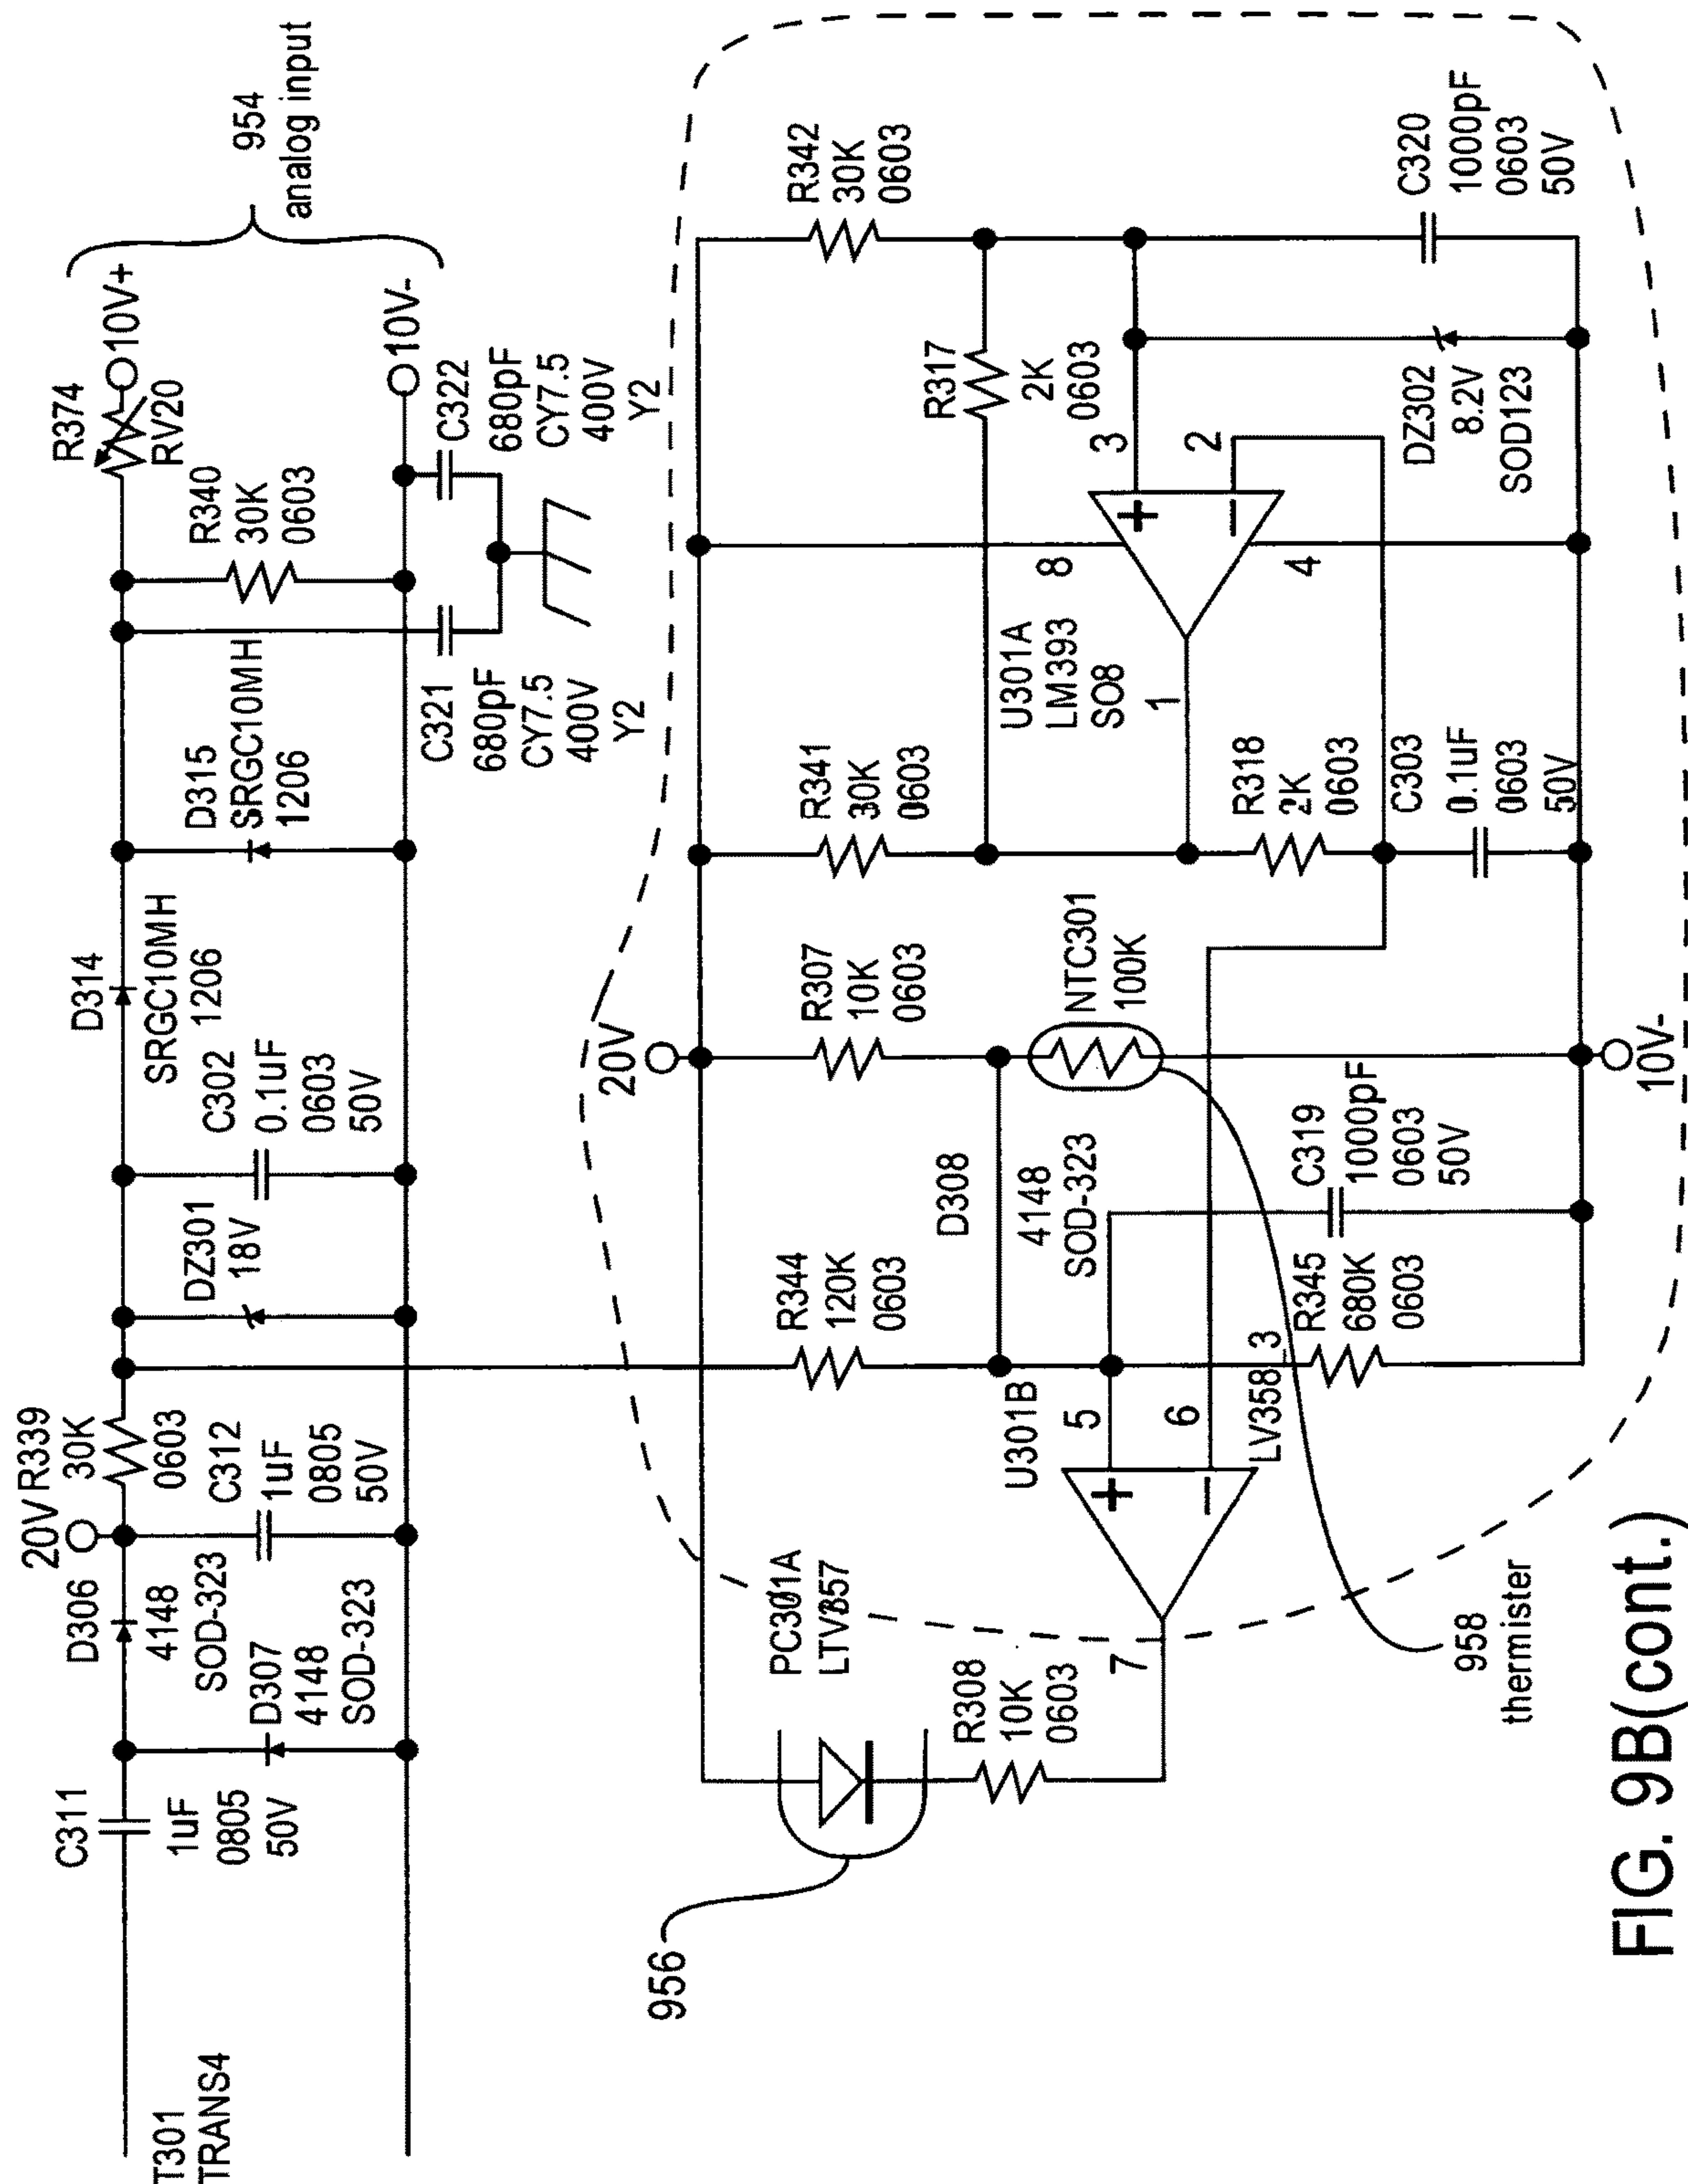 T301
TRANS4
C311
1uF
0805
50V
D307
4148
SOD-323
D306
4148
SOD-323
20V
R339
30K
0603
C312
1uF
0805
50V
DZ301
18V
C302
0.1uF
0603
50V
D314
SRGC10MH
1206
D315
SRGC10MH
1206
C321
680pF
CY7.5
400V
Y2
R340
30K
0603
R374
RV20
10V+
10V-
C322
680pF
CY7.5
400V
Y2
954
analog input
956
PC301A
R308
10K
0603
7
U301B
5
6
+
−
LV358
3
R344
120K
0603
R345
680K
0603
D308
4148
SOD-323
C319
1000pF
0603
50V
20V
R307
10K
0603
NTC301
100K
10V-
R341
30K
0603
R318
2K
0603
C303
0.1uF
0603
50V
U301A
LM393
SO8
1
8
4
3
2
+
−
R317
2K
0603
DZ302
8.2V
SOD123
R342
30K
0603
C320
1000pF
0603
50V
958
thermister
FIG. 9B(cont.)